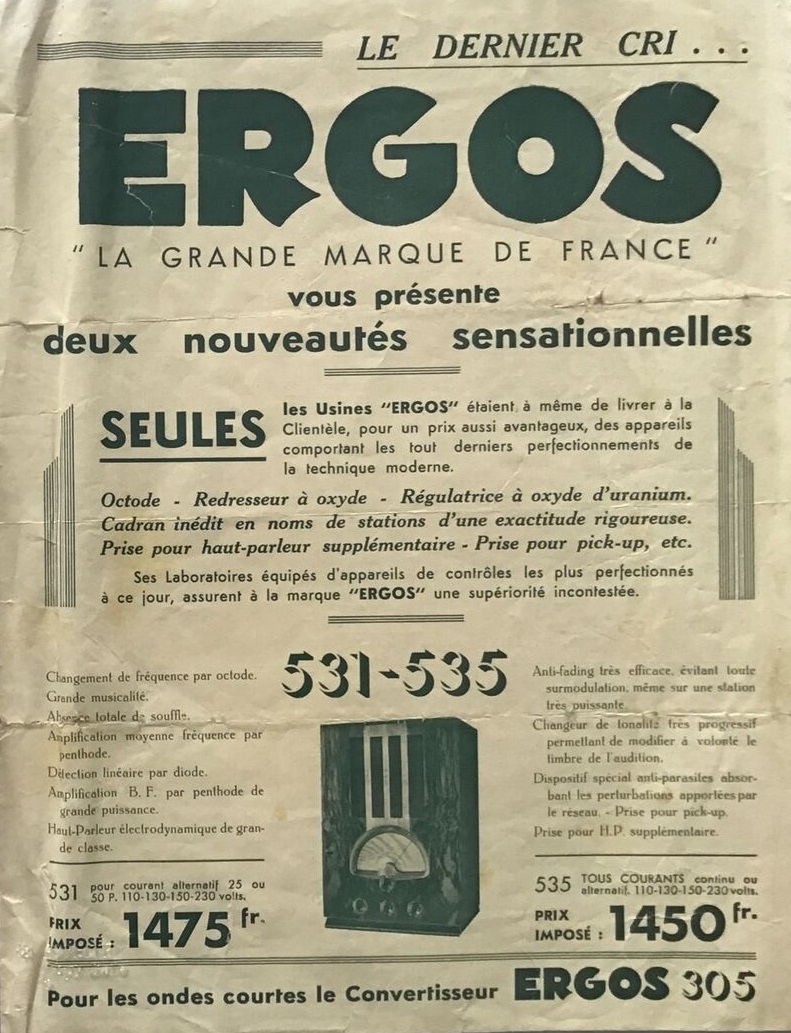 LE DERNIER CRI . . .
ERGOS
"LA GRANDE MARQUE DE FRANCE"
vous présente
deux nouveautés sensationnelles
SEULES
les Usines "ERGOS" étaient à même de livrer à la
Clientèle, pour un prix aussi avantageux, des appareils
comportant les tout derniers perfectionnements de
la technique moderne.
Octode - Redresseur à oxyde - Régulatrice à oxyde d'uranium.
Cadran inédit en noms de stations d'une exactitude rigoureuse.
Prise pour haut-parleur supplémentaire - Prise pour pick-up, etc.
Ses Laboratoires équipés d'appareils de contrôles les plus perfectionnés
à ce jour, assurent à la marque "ERGOS" une supériorité incontestée.
531-535
Changement de fréquence par octode.
Grande musicalité.
Absence totale de souffle.
Amplification moyenne fréquence par
penthode.
Détection linéaire par diode.
Amplification B. F. par penthode de
grande puissance.
Haut-Parleur électrodynamique de gran-
de classe.
531 pour courant alternatif 25 ou
50 P. 110-130-150-230 volts.
PRIX
IMPOSÉ : 1475 fr.
Anti-fading très efficace, évitant toute
surmodulation, même sur une station
très puissante.
Changeur de tonalité très progressif
permettant de modifier à volonté le
timbre de l'audition.
Dispositif spécial anti-parasites absor-
bant les perturbations apportées par
le réseau. - Prise pour pick-up.
Prise pour H.P. supplémentaire.
535 TOUS COURANTS continu ou
alternatif. 110-130-150-230 volts.
PRIX
IMPOSÉ : 1450 fr.
Pour les ondes courtes le Convertisseur ERGOS 305